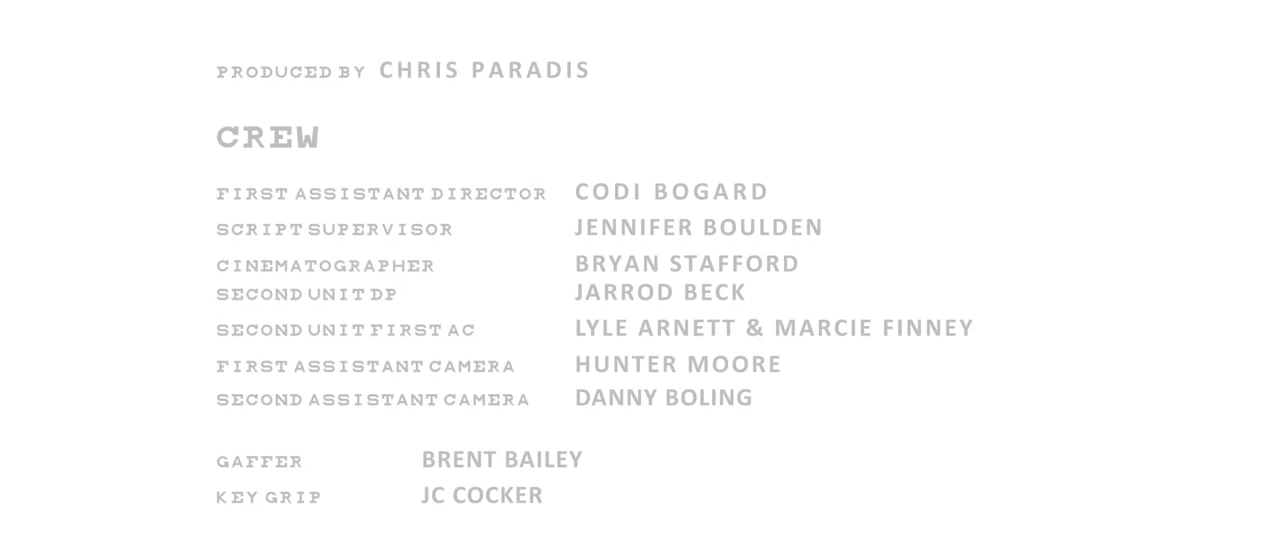 PRODUCED BY CHRIS PARADIS
CREW
FIRST ASSISTANT DIRECTOR CODI BOGARD
SCRIPT SUPERVISOR JENNIFER BOULDEN
CINEMATOGRAPHER BRYAN STAFFORD
SECOND UNIT DP JARROD BECK
SECOND UNIT FIRST AC LYLE ARNETT & MARCIE FINNEY
FIRST ASSISTANT CAMERA HUNTER MOORE
SECOND ASSISTANT CAMERA DANNY BOLING
GAFFER BRENT BAILEY
KEY GRIP JC COCKER